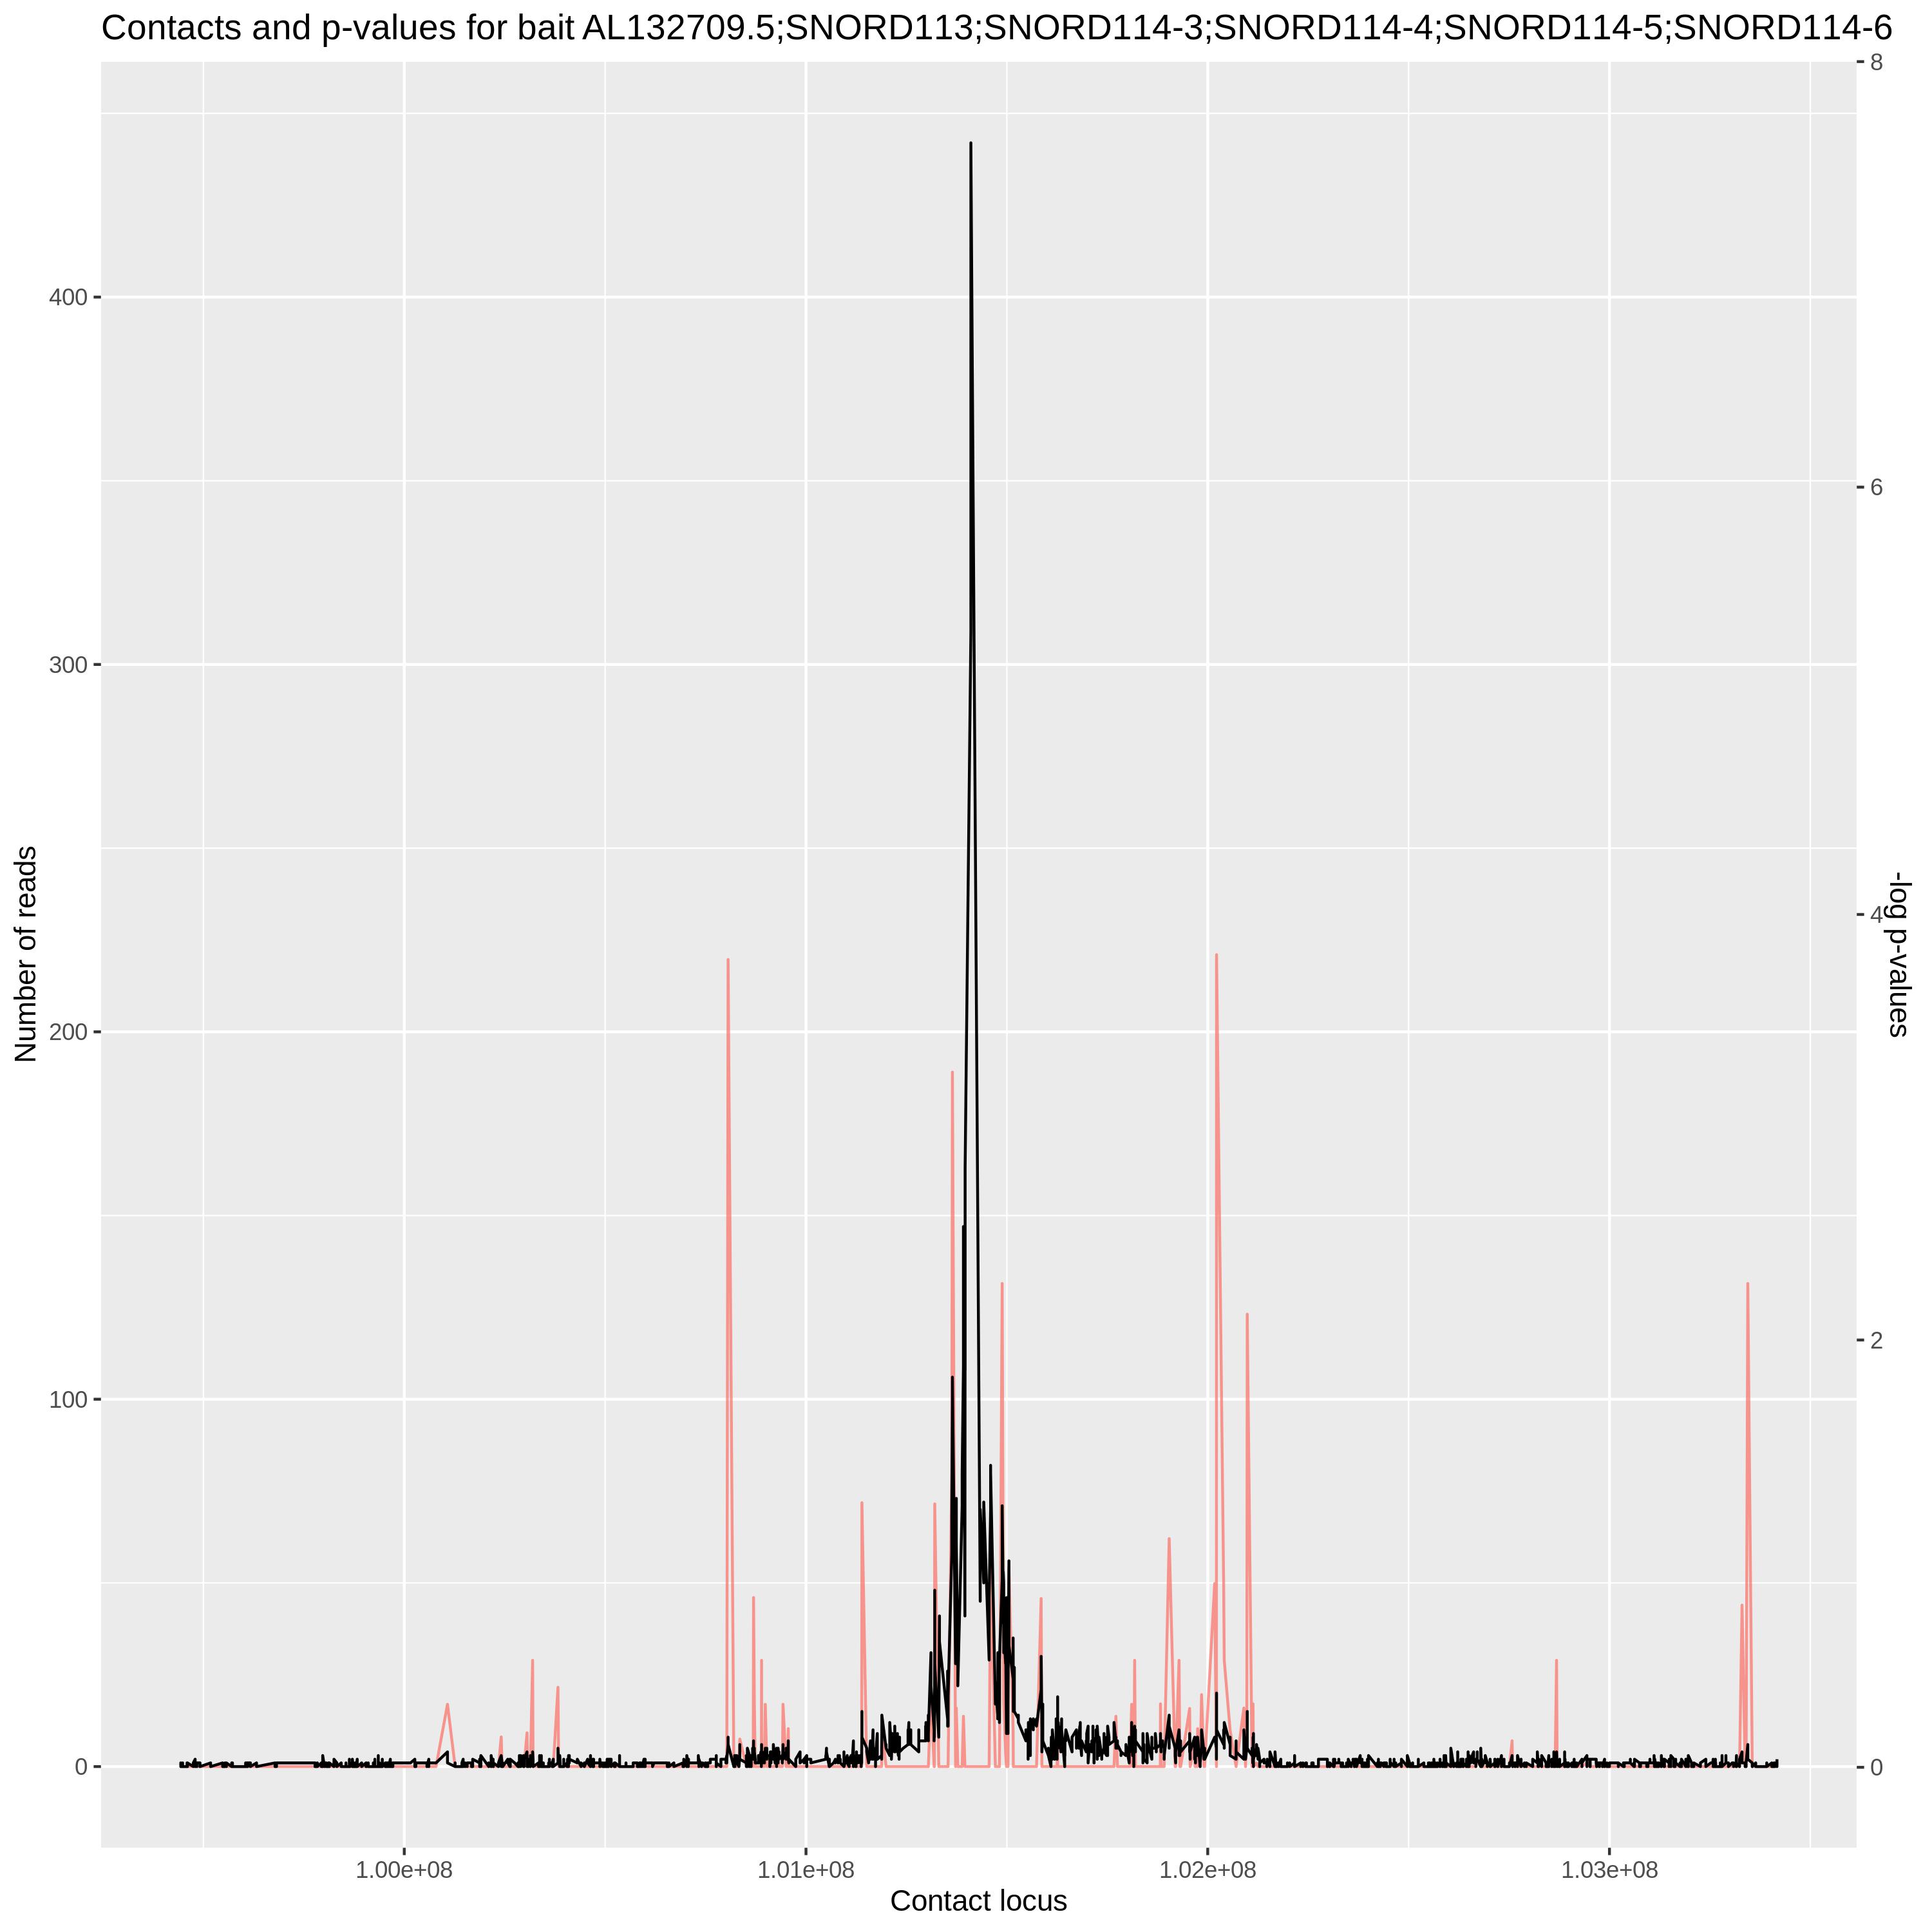 Contacts and p-values for bait AL132709.5;SNORD113;SNORD114-3;SNORD114-4;SNORD114-5;SNORD114-6
8
400
6
300
Number of reads
-log p-values
4
200
2
100
0
0
1.00e+08
1.01e+08
1.02e+08
1.03e+08
Contact locus